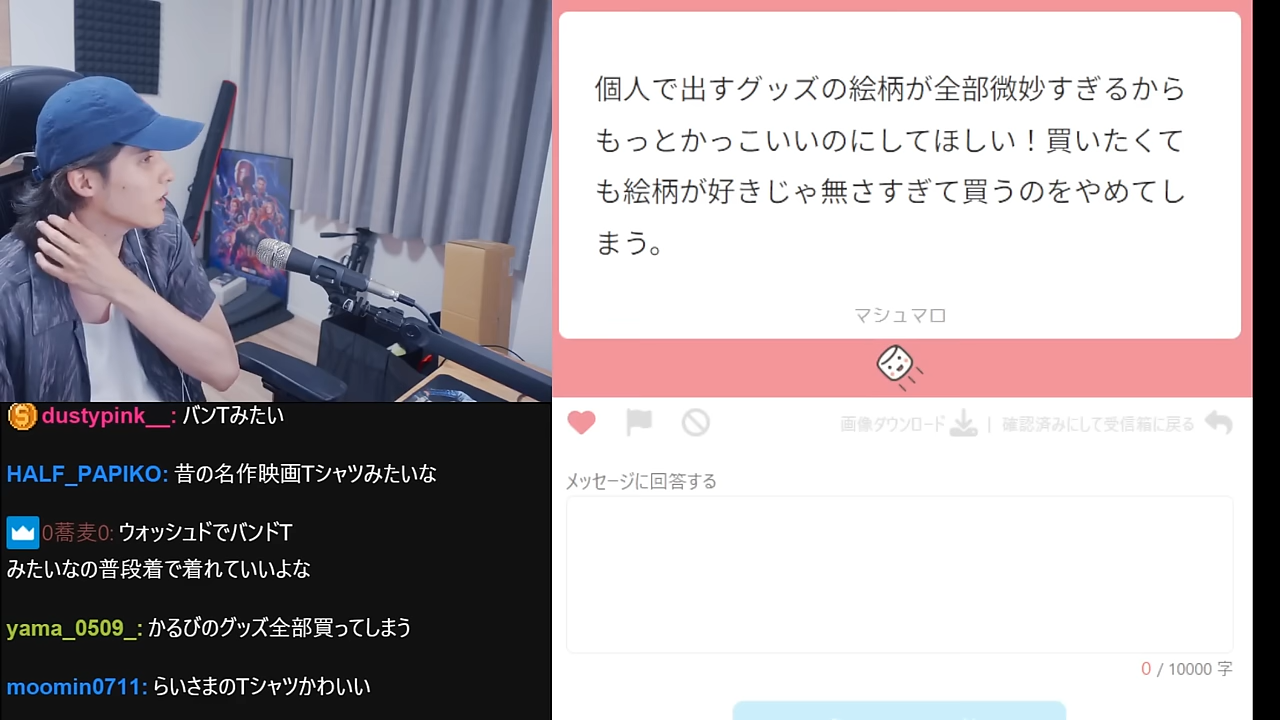 個人で出すグッズの絵柄が全部微妙すぎるから
もっとかっこいいのにしてほしい！買いたくて
も絵柄が好きじゃ無さすぎて買うのをやめてし
まう。
マシュマロ
画像ダウンロード | 確認済みにして受信箱に戻る
メッセージに回答する
0 / 10000 字
dustypink__: バンTみたい
HALF_PAPIKO: 昔の名作映画Tシャツみたいな
0蕎麦0: ウォッシュドでバンドT
みたいなの普段着で着れていいよな
yama_0509_: かるびのグッズ全部買ってしまう
moomin0711: らいさまのTシャツかわいい